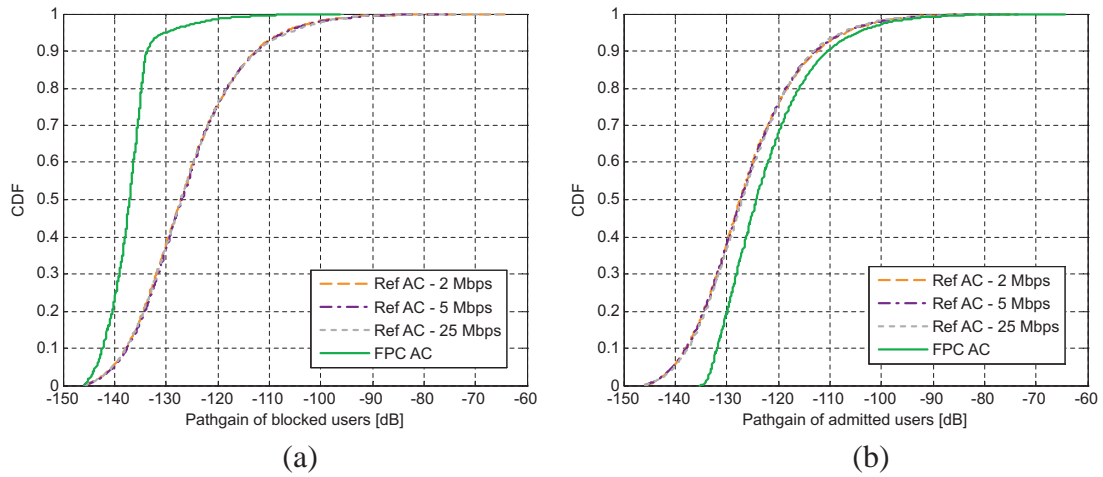 1
0.9
0.8
0.7
0.6
0.5
0.4
0.3
0.2
0.1
0
CDF
-150 -140 -130 -120 -110 -100 -90 -80 -70 -60
Pathgain of blocked users [dB]
Ref AC - 2 Mbps
Ref AC - 5 Mbps
Ref AC - 25 Mbps
FPC AC
(a)
1
0.9
0.8
0.7
0.6
0.5
0.4
0.3
0.2
0.1
0
CDF
-150 -140 -130 -120 -110 -100 -90 -80 -70 -60
Pathgain of admitted users [dB]
Ref AC - 2 Mbps
Ref AC - 5 Mbps
Ref AC - 25 Mbps
FPC AC
(b)